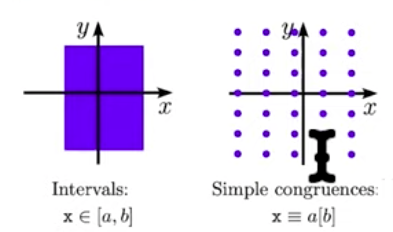 y
x
Intervals:
x ∈ [a, b]
y
x
Simple congruences:
x ≡ a[b]